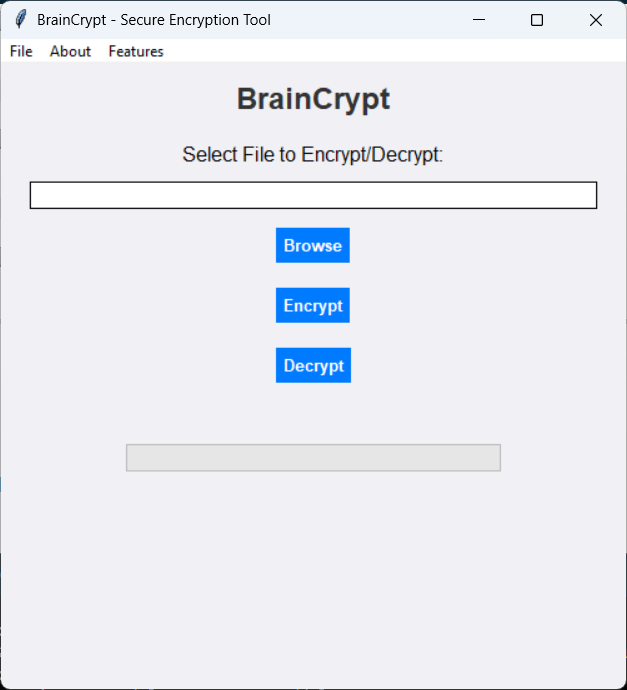 BrainCrypt - Secure Encryption Tool
File About Features
BrainCrypt
Select File to Encrypt/Decrypt:
Browse
Encrypt
Decrypt